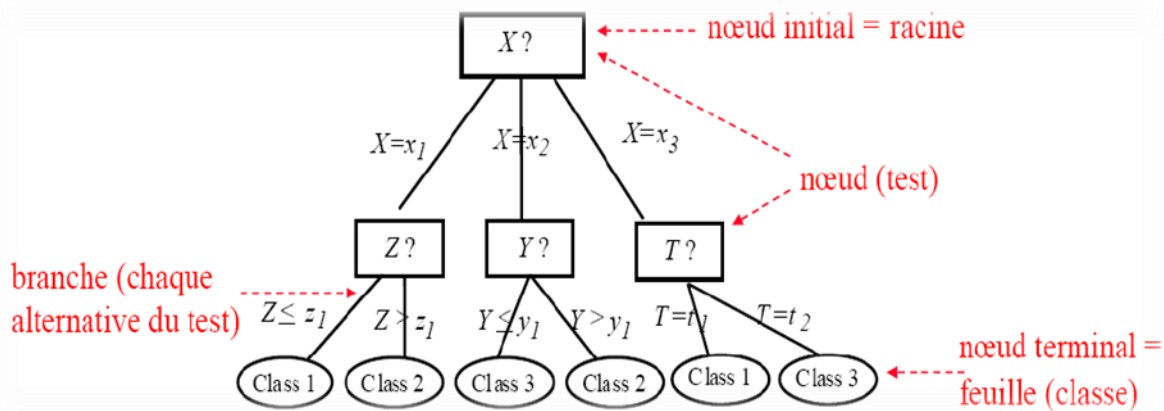 X ?
nœud initial = racine
X=x1
X=x2
X=x3
nœud (test)
Z ?
Y ?
T ?
branche (chaque
alternative du test)
Z ≤ z1
Z > z1
Y ≤ y1
Y > y1
T=t1
T=t2
Class 1
Class 2
Class 3
Class 2
Class 1
Class 3
nœud terminal =
feuille (classe)